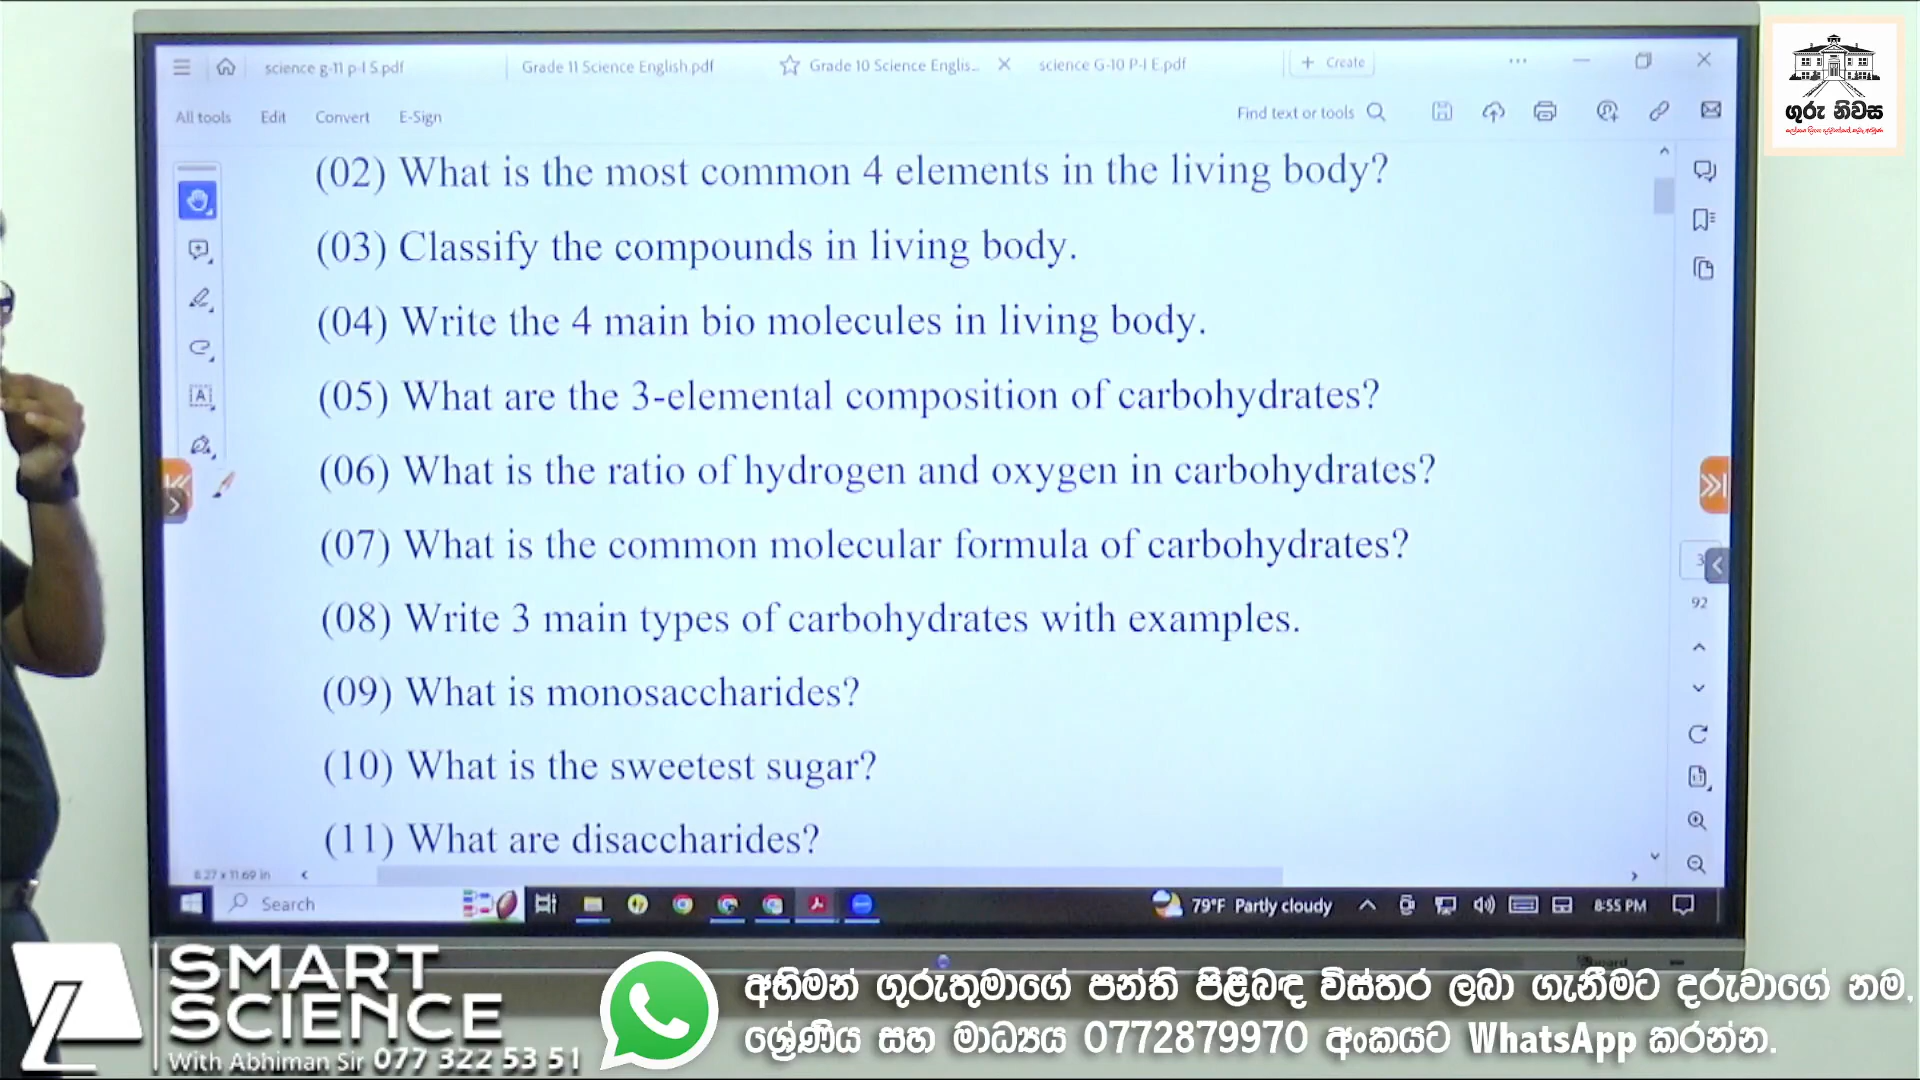 science g-11 p-I S.pdf
Grade 11 Science English.pdf
Grade 10 Science Englis...
science G-10 P-I E.pdf
+ Create
All tools
Edit
Convert
E-Sign
Find text or tools
ගුරු නිවස
(02) What is the most common 4 elements in the living body?
(03) Classify the compounds in living body.
(04) Write the 4 main bio molecules in living body.
(05) What are the 3-elemental composition of carbohydrates?
(06) What is the ratio of hydrogen and oxygen in carbohydrates?
(07) What is the common molecular formula of carbohydrates?
(08) Write 3 main types of carbohydrates with examples.
(09) What is monosaccharides?
(10) What is the sweetest sugar?
(11) What are disaccharides?
3
92
8.27 x 11.69 in
Search
79°F Partly cloudy
8:55 PM
SMART
SCIENCE
With Abhiman Sir 077 322 53 51
අභිමන් ගුරුතුමාගේ පන්ති පිළිබඳ විස්තර ලබා ගැනීමට දරුවාගේ නම,
ශ්‍රේණිය සහ මාධ්‍යය 0772879970 අංකයට WhatsApp කරන්න.